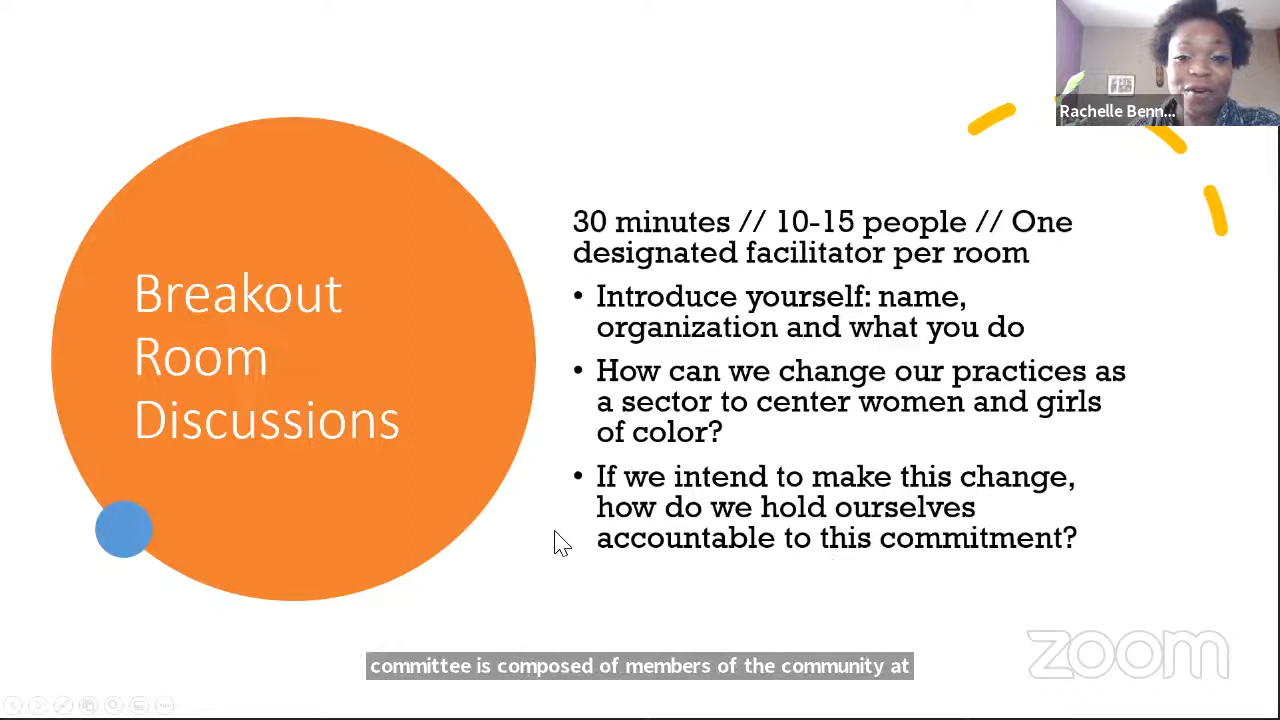 Rachelle Benn...
30 minutes // 10-15 people // One
designated facilitator per room
Breakout
Room
Discussions
• Introduce yourself: name,
organization and what you do
• How can we change our practices as
a sector to center women and girls
of color?
• If we intend to make this change,
how do we hold ourselves
accountable to this commitment?
zoom
committee is composed of members of the community at